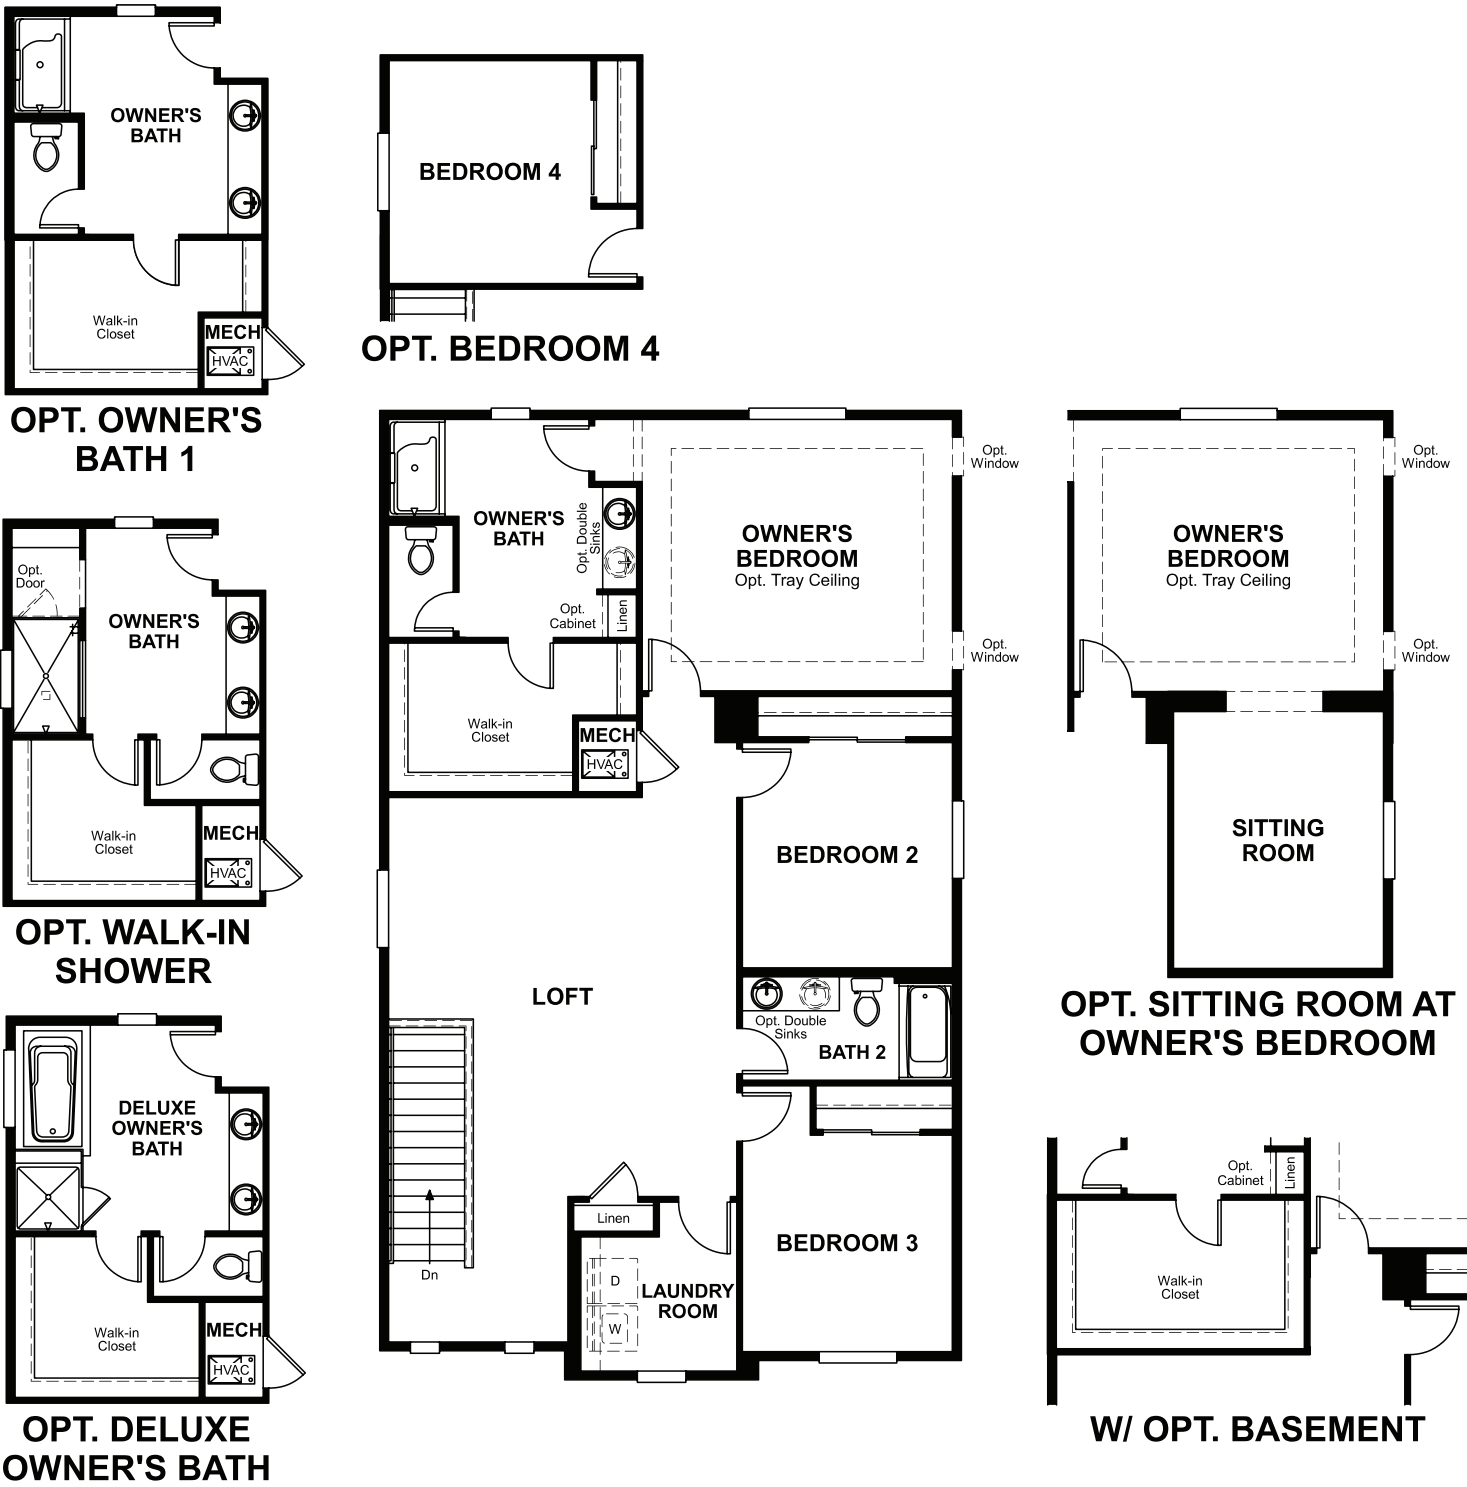 OWNER'S
BATH
Walk-in
Closet
MECH
HVAC
OPT. OWNER'S
BATH 1
BEDROOM 4
OPT. BEDROOM 4
Opt.
Door
OWNER'S
BATH
Walk-in
Closet
MECH
HVAC
OPT. WALK-IN
SHOWER
DELUXE
OWNER'S
BATH
Walk-in
Closet
MECH
HVAC
OPT. DELUXE
OWNER'S BATH
OWNER'S
BATH
Opt. Double
Sinks
Opt.
Cabinet
Linen
OWNER'S
BEDROOM
Opt. Tray Ceiling
Opt.
Window
Opt.
Window
Walk-in
Closet
MECH
HVAC
BEDROOM 2
LOFT
Opt. Double
Sinks
BATH 2
Dn
Linen
D
W
LAUNDRY
ROOM
BEDROOM 3
OWNER'S
BEDROOM
Opt. Tray Ceiling
Opt.
Window
Opt.
Window
SITTING
ROOM
OPT. SITTING ROOM AT
OWNER'S BEDROOM
Opt.
Cabinet
Linen
Walk-in
Closet
W/ OPT. BASEMENT